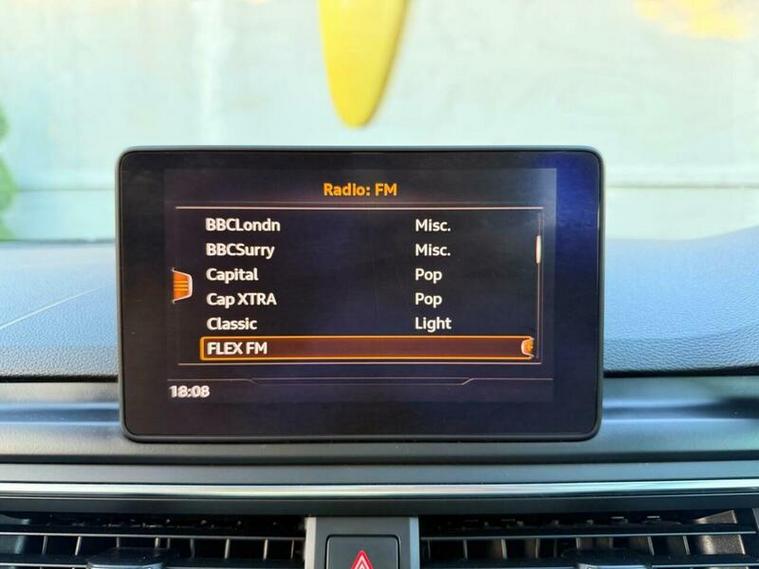 Radio: FM
BBCLondn Misc.
BBCSurry Misc.
Capital Pop
Cap XTRA Pop
Classic Light
FLEX FM
18:08